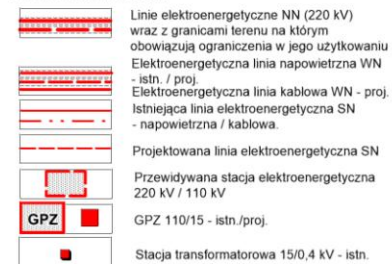 Linie elektroenergetyczne NN (220 kV)
wraz z granicami terenu na którym
obowiązują ograniczenia w jego użytkowaniu
Elektroenergetyczna linia napowietrzna WN
- istn. / proj.
Elektroenergetyczna linia kablowa WN - proj.
Istniejąca linia elektroenergetyczna SN
- napowietrzna / kablowa.
Projektowana linia elektroenergetyczna SN
Przewidywana stacja elektroenergetyczna
220 kV / 110 kV
GPZ
GPZ 110/15 - istn./proj.
Stacja transformatorowa 15/0,4 kV - istn.